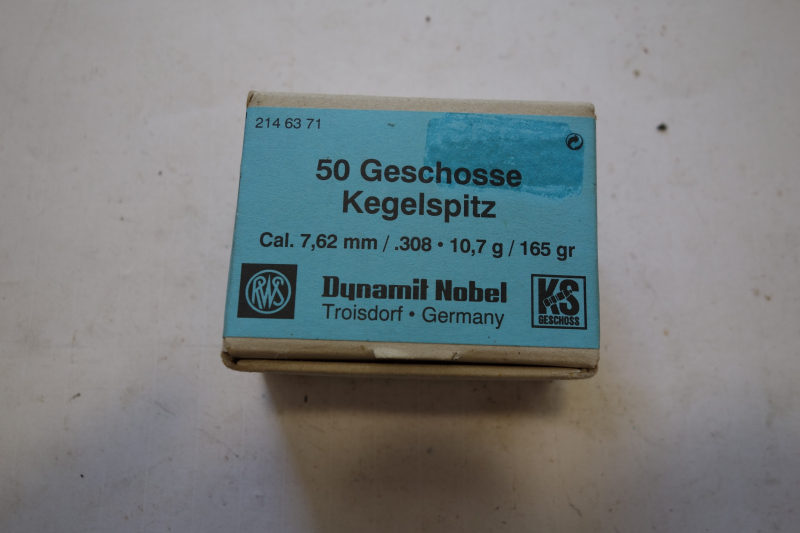 214 63 71
50 Geschosse
Kegelspitz
Cal. 7,62 mm / .308 • 10,7 g / 165 gr
RWS
Dynamit Nobel
Troisdorf • Germany
KS
GESCHOSS